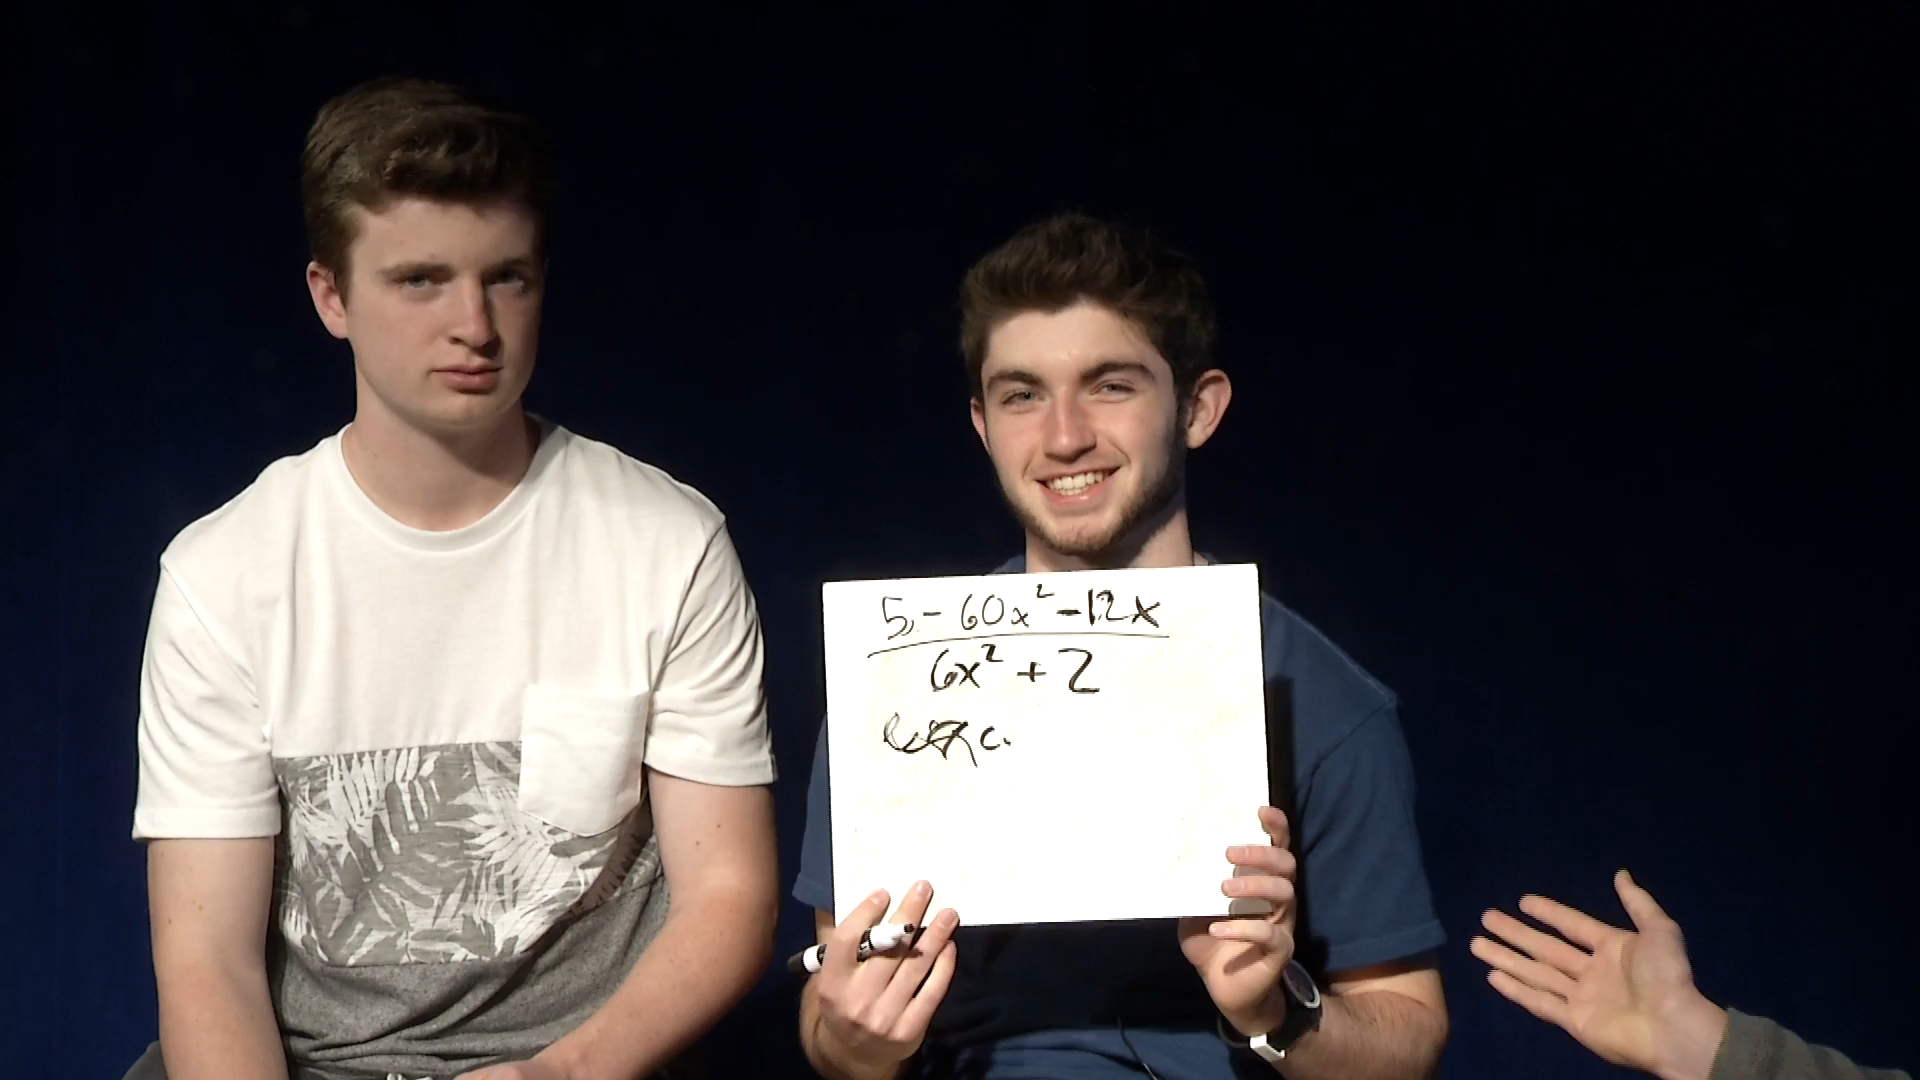 5,- 60x² -12x
6x² + 2
c.